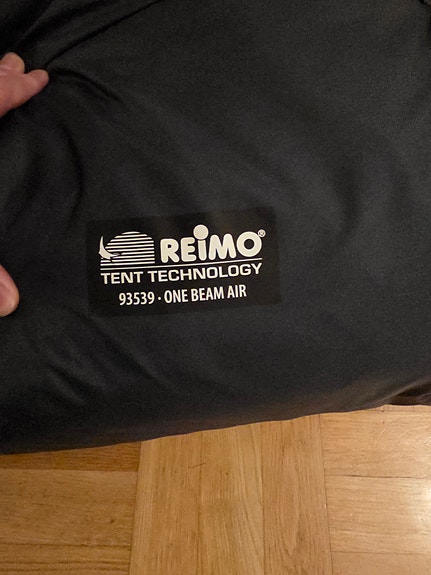 REIMO®
TENT TECHNOLOGY
93539 · ONE BEAM AIR